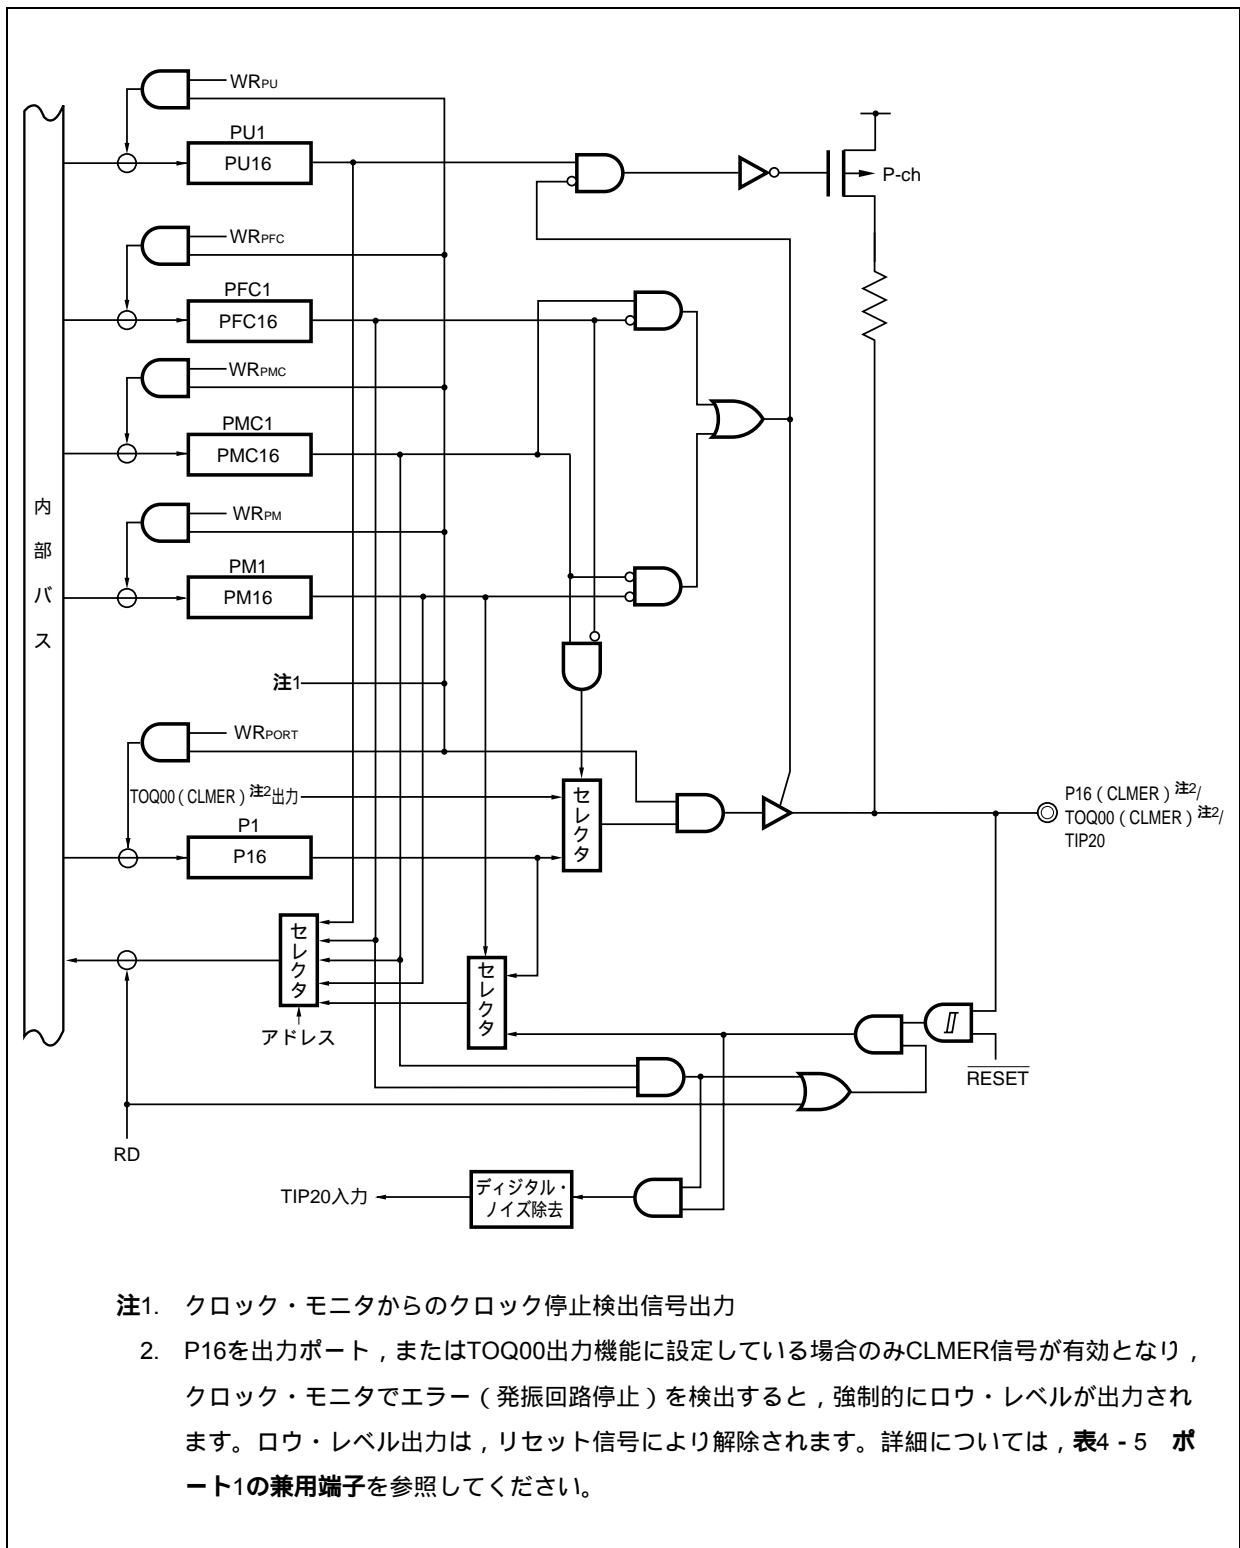 WRPU
PU1
PU16
P-ch
WRPFC
PFC1
PFC16
WRPMC
PMC1
PMC16
内部バス
WRPM
PM1
PM16
注1
WRPORT
TOQ00（CLMER）注2出力
セレクタ
P16（CLMER）注2/
TOQ00（CLMER）注2/
TIP20
P1
P16
セレクタ
セレクタ
アドレス
RESET
RD
TIP20入力
ディジタル・
ノイズ除去
注1. クロック・モニタからのクロック停止検出信号出力
2. P16を出力ポート，またはTOQ00出力機能に設定している場合のみCLMER信号が有効となり，
クロック・モニタでエラー（発振回路停止）を検出すると，強制的にロウ・レベルが出力され
ます。ロウ・レベル出力は，リセット信号により解除されます。詳細については，表4 - 5 ポ
ート1の兼用端子を参照してください。